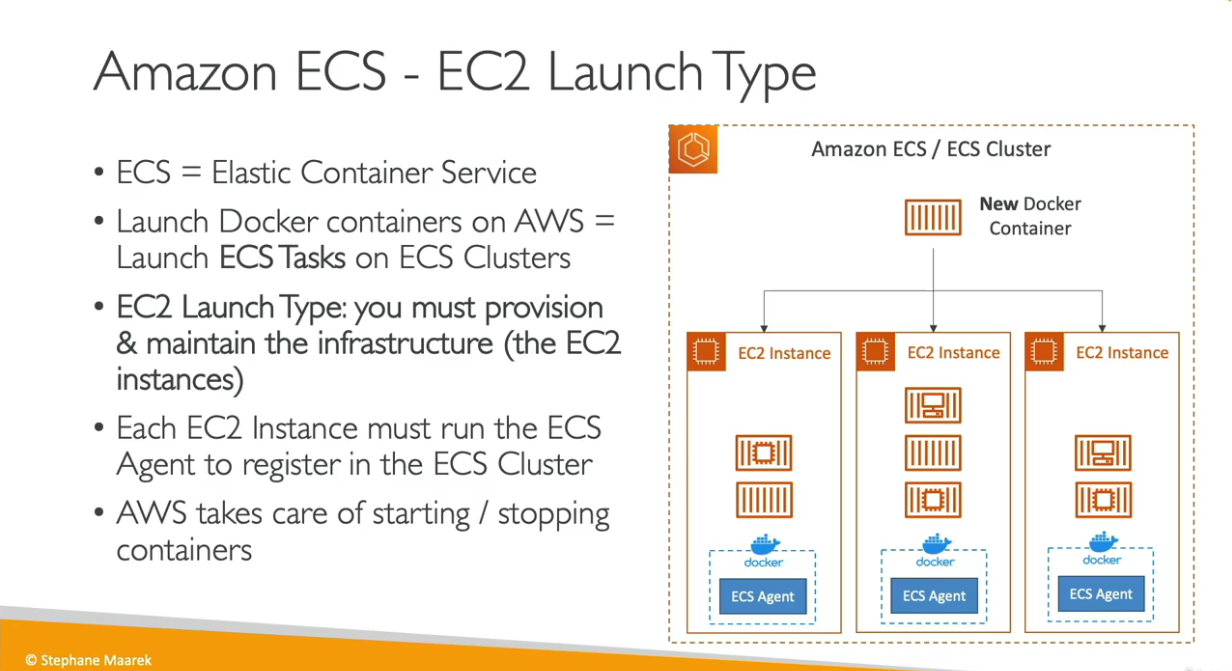 Amazon ECS - EC2 Launch Type
• ECS = Elastic Container Service
• Launch Docker containers on AWS =
Launch ECS Tasks on ECS Clusters
• EC2 Launch Type: you must provision
& maintain the infrastructure (the EC2
instances)
• Each EC2 Instance must run the ECS
Agent to register in the ECS Cluster
• AWS takes care of starting / stopping
containers
Amazon ECS / ECS Cluster
New Docker
Container
EC2 Instance
EC2 Instance
EC2 Instance
docker
docker
docker
ECS Agent
ECS Agent
ECS Agent
© Stephane Maarek